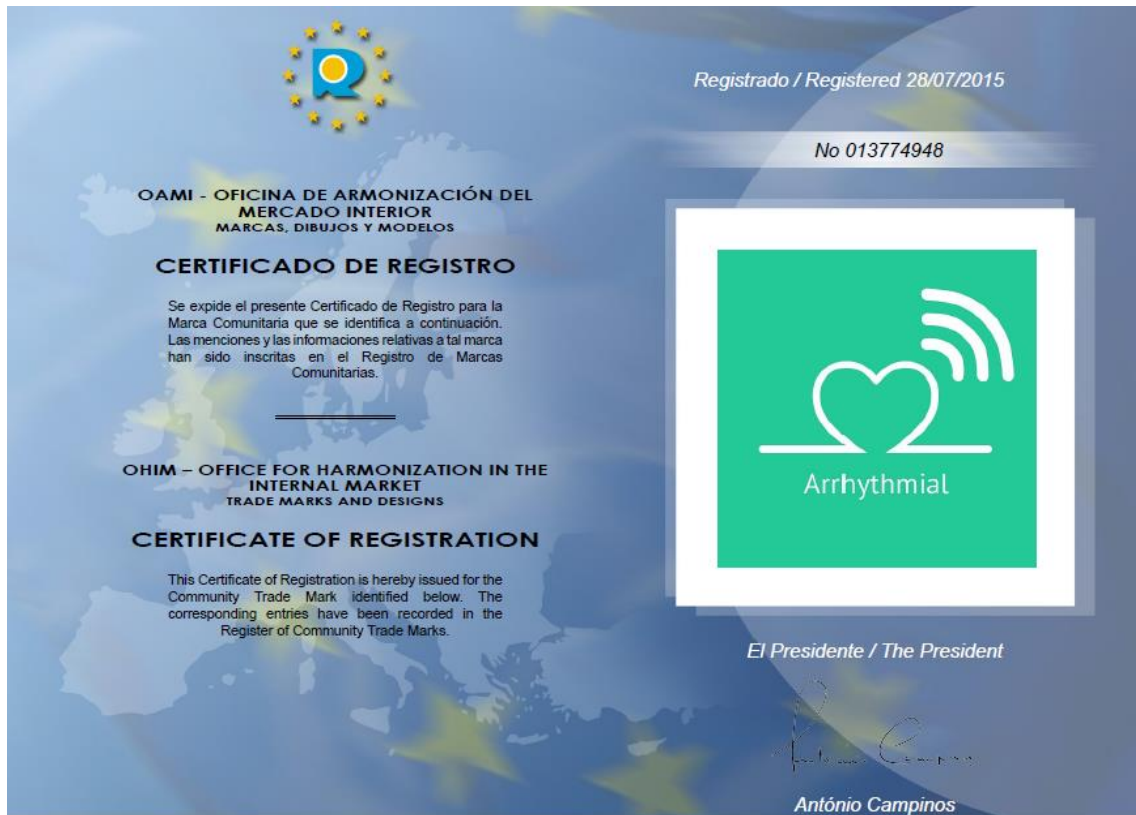 OAMI - OFICINA DE ARMONIZACIÓN DEL
MERCADO INTERIOR
MARCAS, DIBUJOS Y MODELOS
CERTIFICADO DE REGISTRO
Se expide el presente Certificado de Registro para la
Marca Comunitaria que se identifica a continuación.
Las menciones y las informaciones relativas a tal marca
han sido inscritas en el Registro de Marcas
Comunitarias.
OHIM – OFFICE FOR HARMONIZATION IN THE
INTERNAL MARKET
TRADE MARKS AND DESIGNS
CERTIFICATE OF REGISTRATION
This Certificate of Registration is hereby issued for the
Community Trade Mark identified below. The
corresponding entries have been recorded in the
Register of Community Trade Marks.
Registrado / Registered 28/07/2015
No 013774948
Arrhythmial
El Presidente / The President
António Campinos